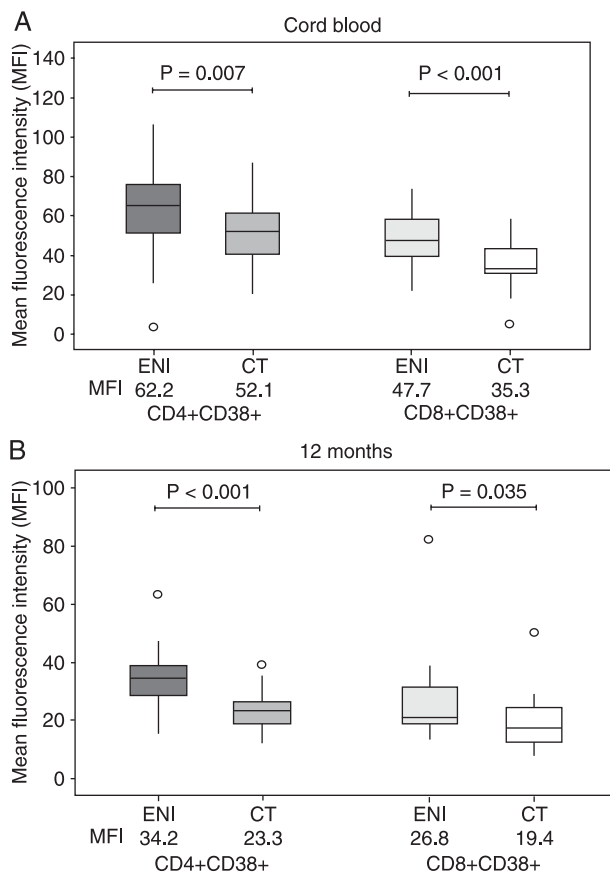 A
Cord blood
Mean fluorescence intensity (MFI)
140
120
100
80
60
40
20
0
P = 0.007
P < 0.001
ENI CT ENI CT
MFI 62.2 52.1 47.7 35.3
CD4+CD38+ CD8+CD38+
B
12 months
Mean fluorescence intensity (MFI)
100
80
60
40
20
0
P < 0.001
P = 0.035
ENI CT ENI CT
MFI 34.2 23.3 26.8 19.4
CD4+CD38+ CD8+CD38+